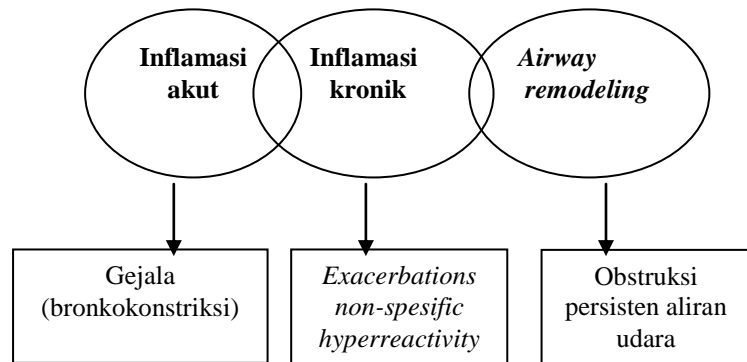 Inflamasi
akut
Inflamasi
kronik
Airway
remodeling
Gejala
(bronkokonstriksi)
Exacerbations
non-spesific
hyperreactivity
Obstruksi
persisten aliran
udara